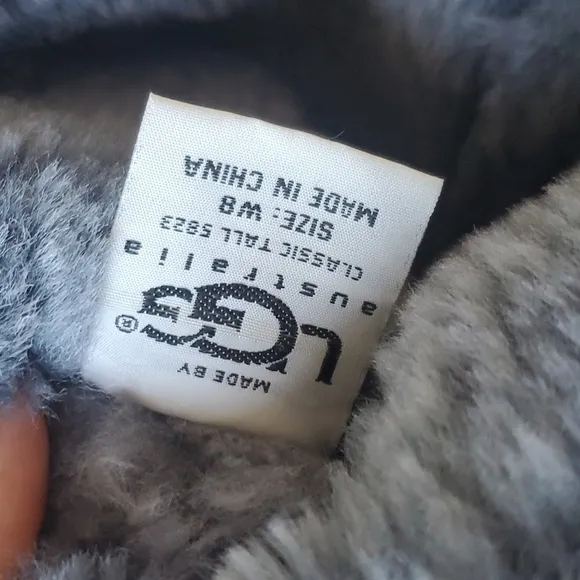 MADE BY
UGG®
australia
CLASSIC TALL 5823
SIZE: W8
MADE IN CHINA